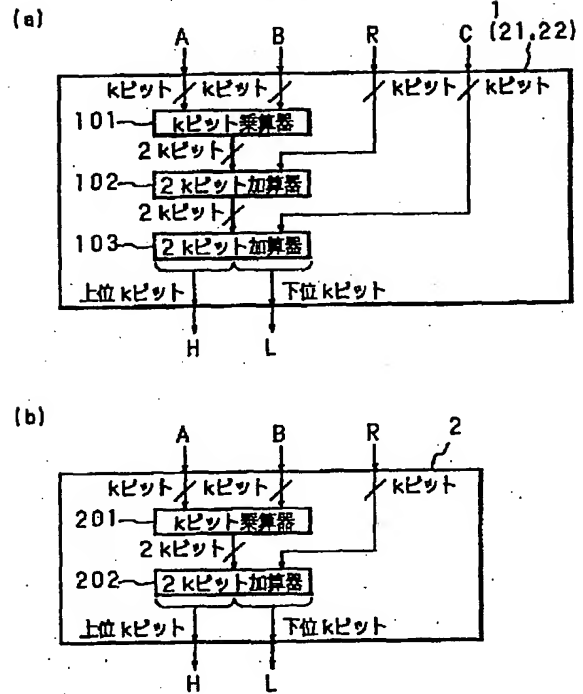 (a)
1
(21,22)
A B R C
kビット kビット kビット kビット
101 kビット乗算器
2kビット
102 2kビット加算器
2kビット
103 2kビット加算器
上位kビット 下位kビット
H L
(b)
2
A B R
kビット kビット kビット
201 kビット乗算器
2kビット
202 2kビット加算器
上位kビット 下位kビット
H L